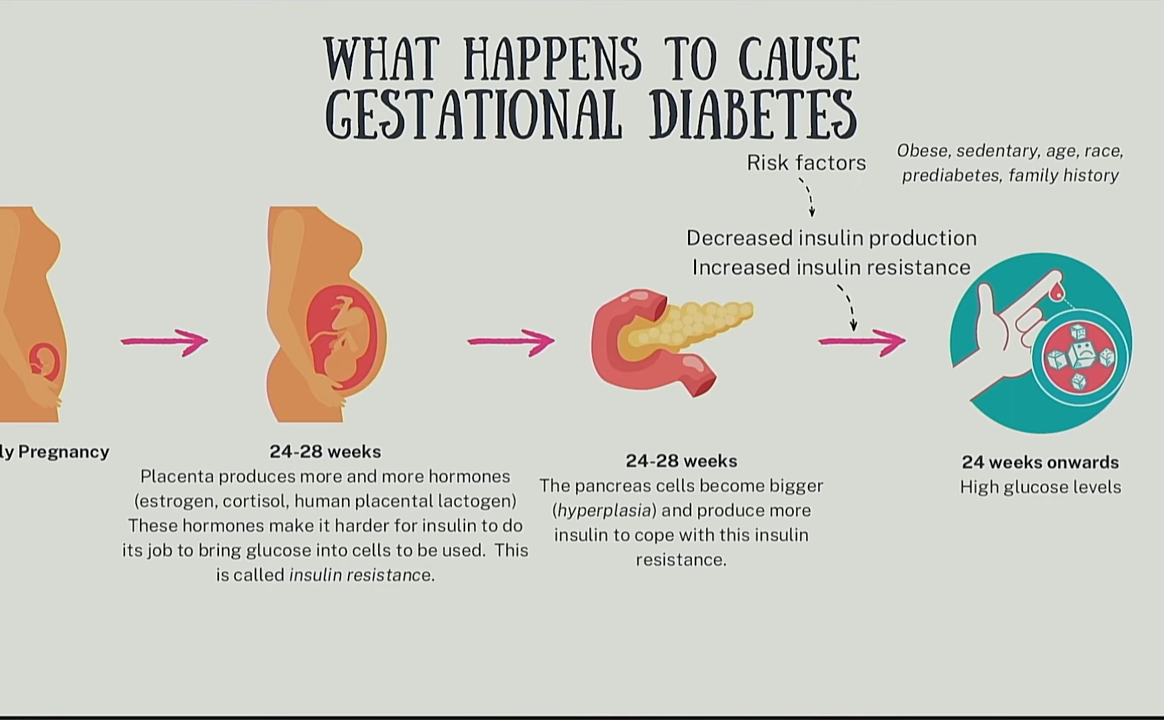 WHAT HAPPENS TO CAUSE
GESTATIONAL DIABETES
Risk factors
Obese, sedentary, age, race,
prediabetes, family history
Decreased insulin production
Increased insulin resistance
Pregnancy
24-28 weeks
Placenta produces more and more hormones
(estrogen, cortisol, human placental lactogen)
These hormones make it harder for insulin to do
its job to bring glucose into cells to be used. This
is called insulin resistance.
24-28 weeks
The pancreas cells become bigger
(hyperplasia) and produce more
insulin to cope with this insulin
resistance.
24 weeks onwards
High glucose levels